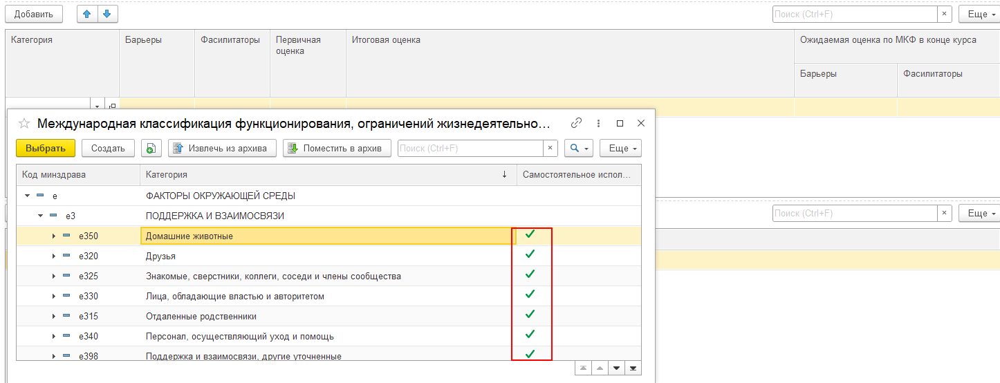 Добавить
Поиск (Ctrl+F)
×
Еще
Категория
Барьеры
Фасилитаторы
Первичная
оценка
Итоговая оценка
Ожидаемая оценка по МКФ в конце курса
Барьеры
Фасилитаторы
Международная классификация функционирования, ограничений жизнедеятельно...
Выбрать
Создать
Извлечь из архива
Поместить в архив
Поиск (Ctrl+F)
×
Еще
Код минздрава
Категория
Самостоятельное испол...
e ФАКТОРЫ ОКРУЖАЮЩЕЙ СРЕДЫ
e3 ПОДДЕРЖКА И ВЗАИМОСВЯЗИ
e350 Домашние животные
e320 Друзья
e325 Знакомые, сверстники, коллеги, соседи и члены сообщества
e330 Лица, обладающие властью и авторитетом
e315 Отдаленные родственники
e340 Персонал, осуществляющий уход и помощь
e398 Поддержка и взаимосвязи, другие уточненные
Поиск (Ctrl+F)
×
Еще